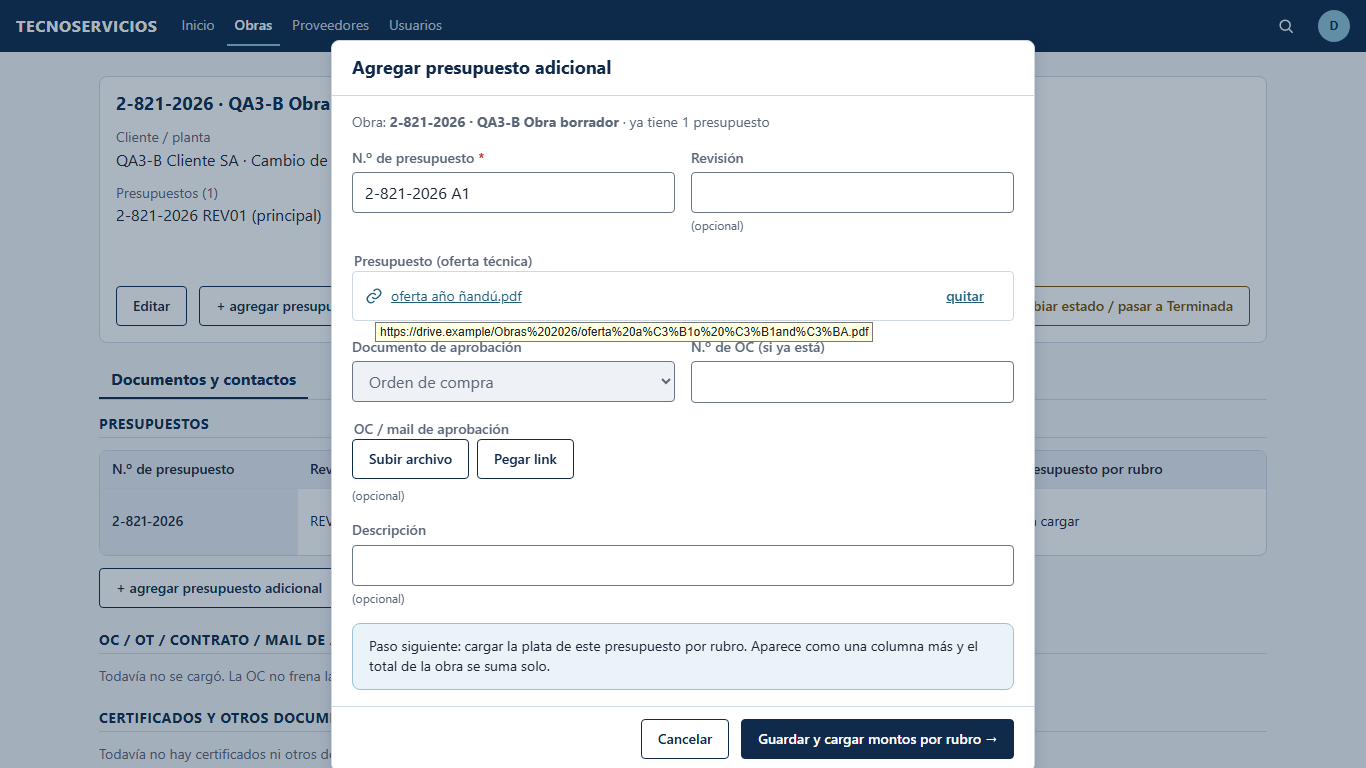 TECNOSERVICIOS Inicio Obras Proveedores Usuarios D
Agregar presupuesto adicional
2-821-2026 · QA3-B Obra
Obra: 2-821-2026 · QA3-B Obra borrador · ya tiene 1 presupuesto
Cliente / planta
QA3-B Cliente SA · Cambio de
N.º de presupuesto * Revisión
Presupuestos (1)
2-821-2026 A1
2-821-2026 REV01 (principal)
(opcional)
Presupuesto (oferta técnica)
oferta año ñandú.pdf quitar
Editar + agregar presupu
biar estado / pasar a Terminada
https://drive.example/Obras%202026/oferta%20a%C3%B1o%20%C3%B1and%C3%BA.pdf
Documento de aprobación N.º de OC (si ya está)
Orden de compra
Documentos y contactos
PRESUPUESTOS
OC / mail de aprobación
Subir archivo Pegar link
(opcional)
N.º de presupuesto Rev
esupuesto por rubro
2-821-2026 REV
cargar
Descripción
(opcional)
+ agregar presupuesto adicional
Paso siguiente: cargar la plata de este presupuesto por rubro. Aparece como una columna más y el
total de la obra se suma solo.
OC / OT / CONTRATO / MAIL DE
Todavía no se cargó. La OC no frena
CERTIFICADOS Y OTROS DOCUM
Todavía no hay certificados ni otros
Cancelar Guardar y cargar montos por rubro →